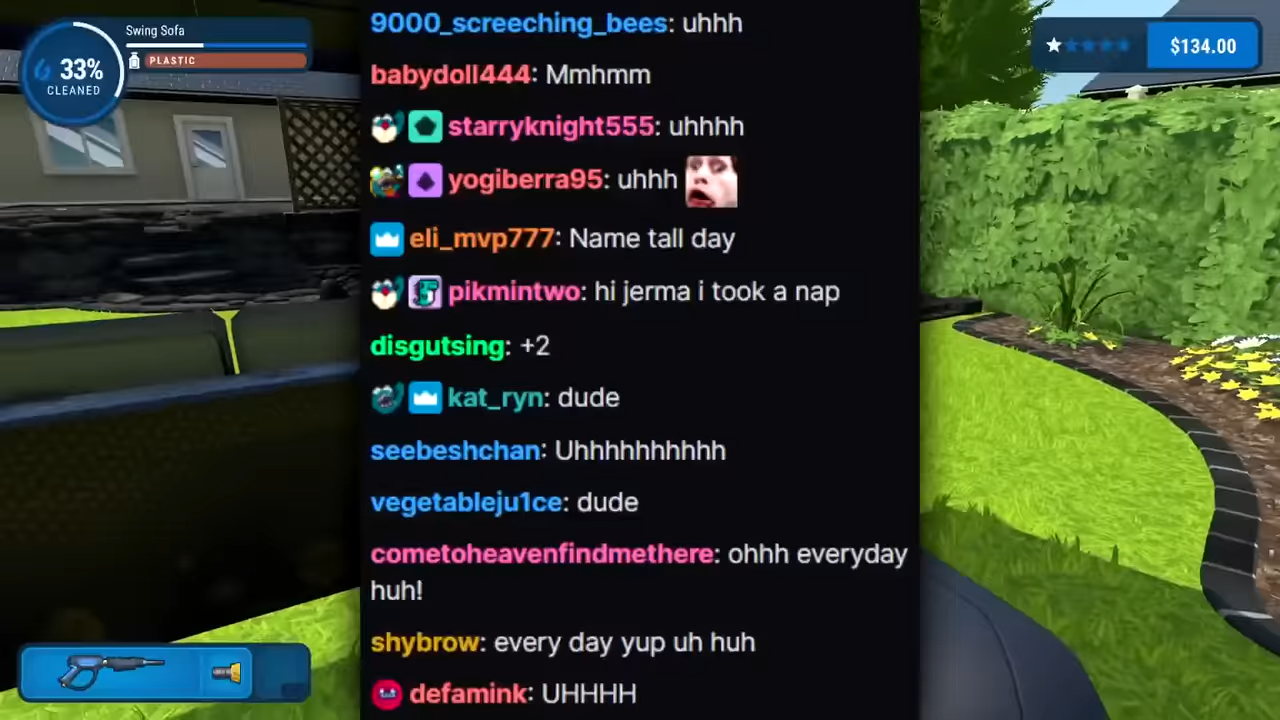 Swing Sofa
33%
CLEANED
PLASTIC
$134.00
9000_screeching_bees: uhhh
babydoll444: Mmhmm
starryknight555: uhhhh
yogiberra95: uhhh
eli_mvp777: Name tall day
pikmintwo: hi jerma i took a nap
disgutsing: +2
kat_ryn: dude
seebeshchan: Uhhhhhhhhhh
vegetableju1ce: dude
cometoheavenfindmethere: ohhh everyday
huh!
shybrow: every day yup uh huh
defamink: UHHHH